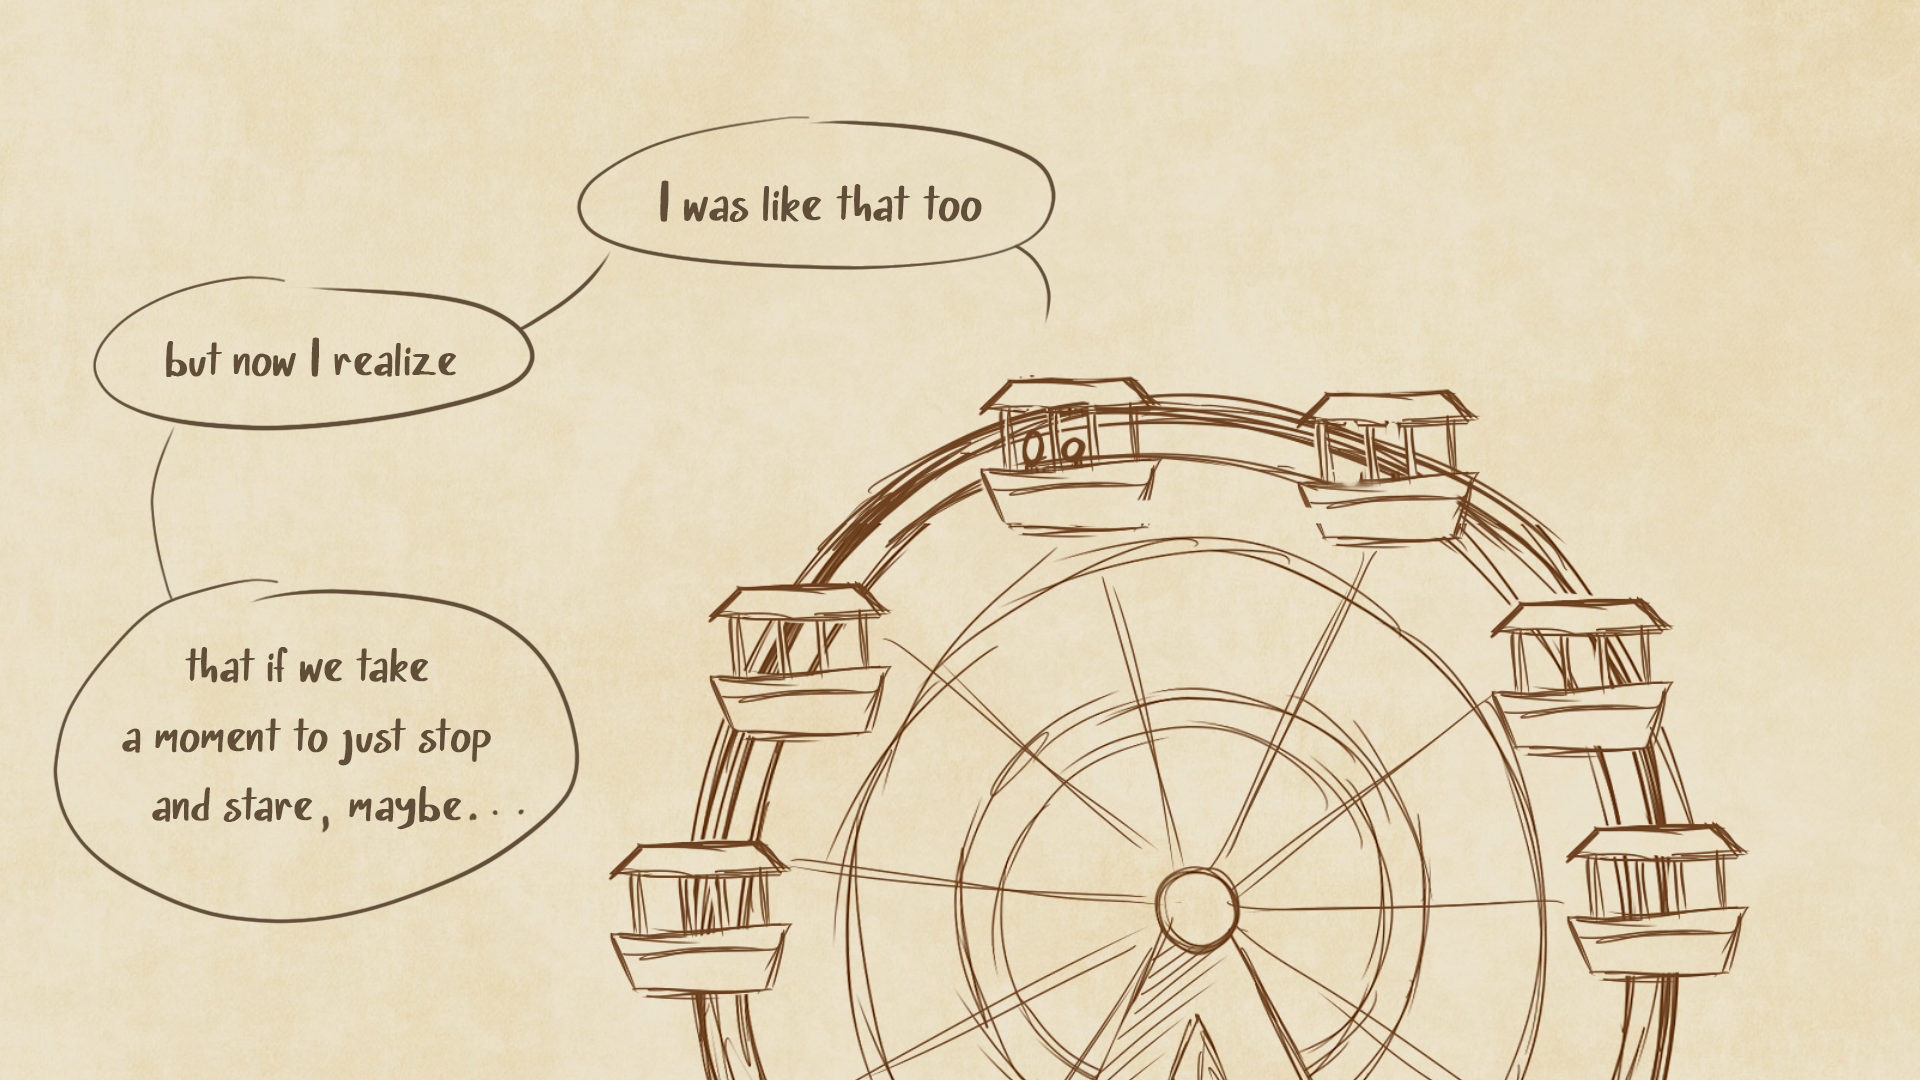 I was like that too
but now I realize
that if we take
a moment to just stop
and stare, maybe...